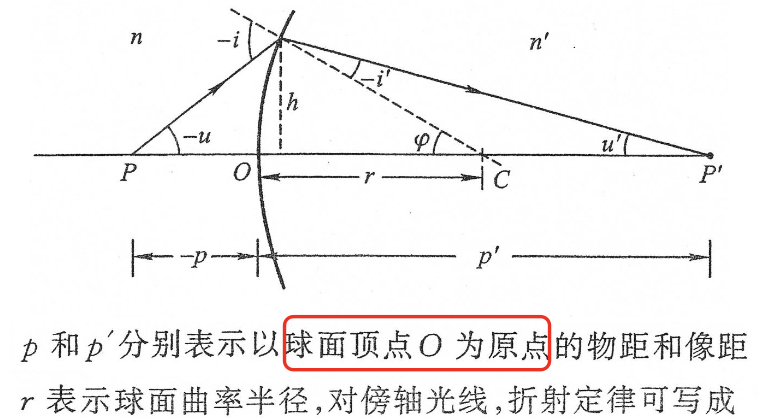 n
n′
−i
−i′
h
−u
φ
u′
P
O
r
C
P′
−p
p′
p 和 p′分别表示以球面顶点O 为原点的物距和像距
r 表示球面曲率半径,对傍轴光线,折射定律可写成